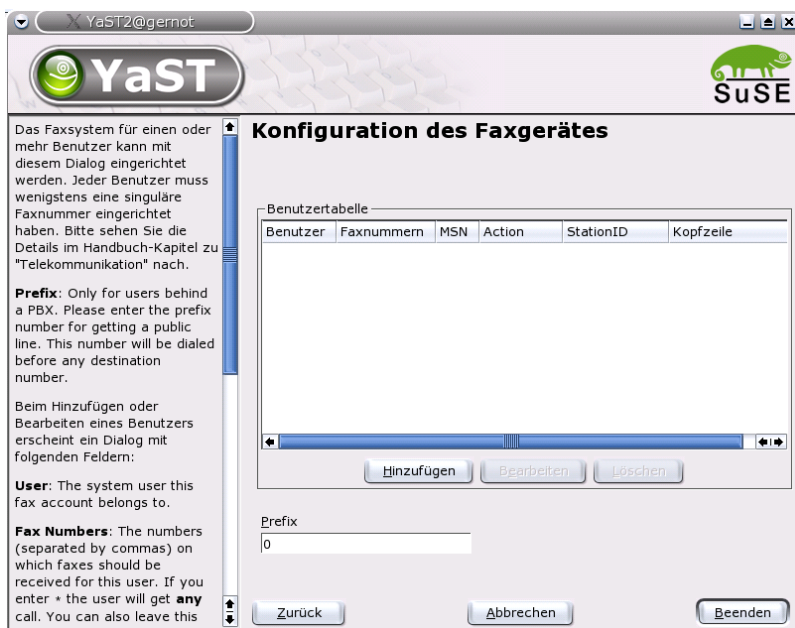 YaST2@gernot
YaST
SuSE
Das Faxsystem für einen oder
mehr Benutzer kann mit
diesem Dialog eingerichtet
werden. Jeder Benutzer muss
wenigstens eine singuläre
Faxnummer eingerichtet
haben. Bitte sehen Sie die
Details im Handbuch-Kapitel zu
"Telekommunikation" nach.
Prefix: Only for users behind
a PBX. Please enter the prefix
number for getting a public
line. This number will be dialed
before any destination
number.
Beim Hinzufügen oder
Bearbeiten eines Benutzers
erscheint ein Dialog mit
folgenden Feldern:
User: The system user this
fax account belongs to.
Fax Numbers: The numbers
(separated by commas) on
which faxes should be
received for this user. If you
enter * the user will get any
call. You can also leave this
Konfiguration des Faxgerätes
Benutzertabelle
Benutzer Faxnummern MSN Action StationID Kopfzeile
Hinzufügen Bearbeiten Löschen
Prefix
0
Zurück Abbrechen Beenden